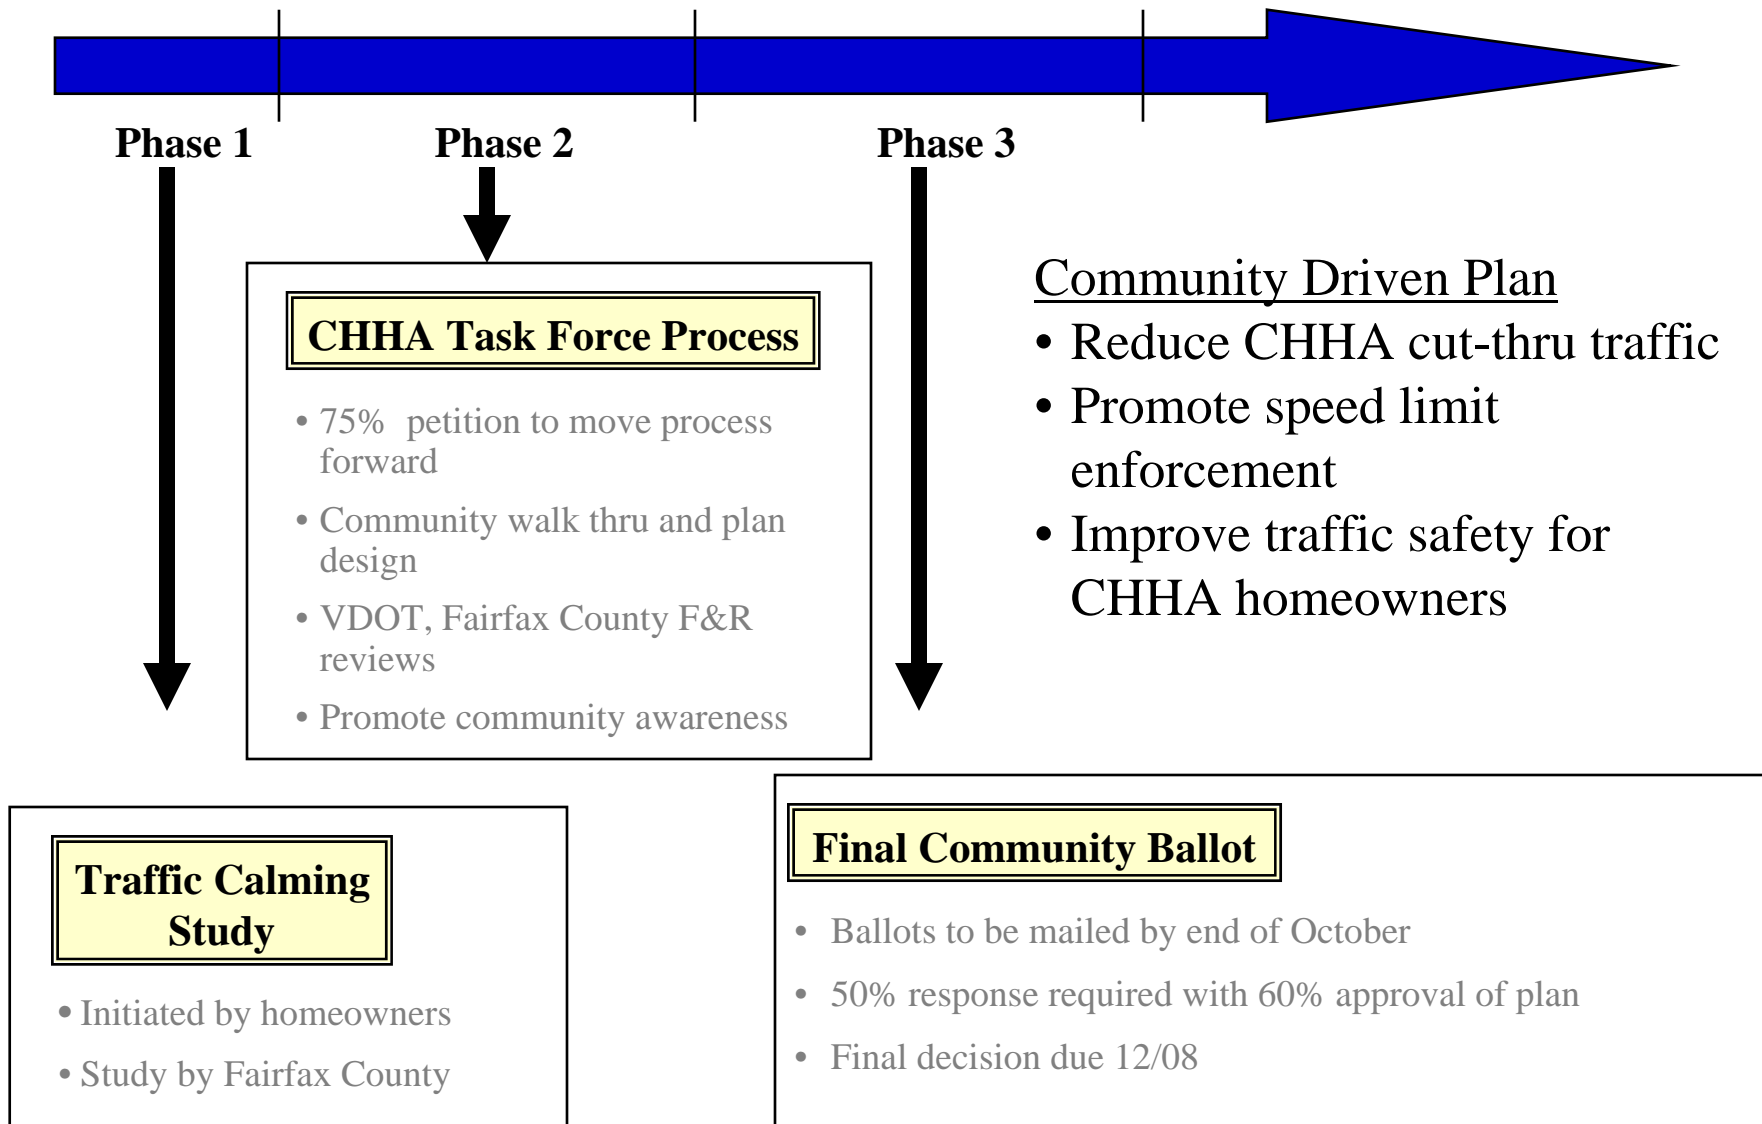 Phase 1
Phase 2
Phase 3
CHHA Task Force Process
• 75% petition to move process
forward
• Community walk thru and plan
design
• VDOT, Fairfax County F&R
reviews
• Promote community awareness
Community Driven Plan
• Reduce CHHA cut-thru traffic
• Promote speed limit
enforcement
• Improve traffic safety for
CHHA homeowners
Traffic Calming
Study
• Initiated by homeowners
• Study by Fairfax County
Final Community Ballot
• Ballots to be mailed by end of October
• 50% response required with 60% approval of plan
• Final decision due 12/08